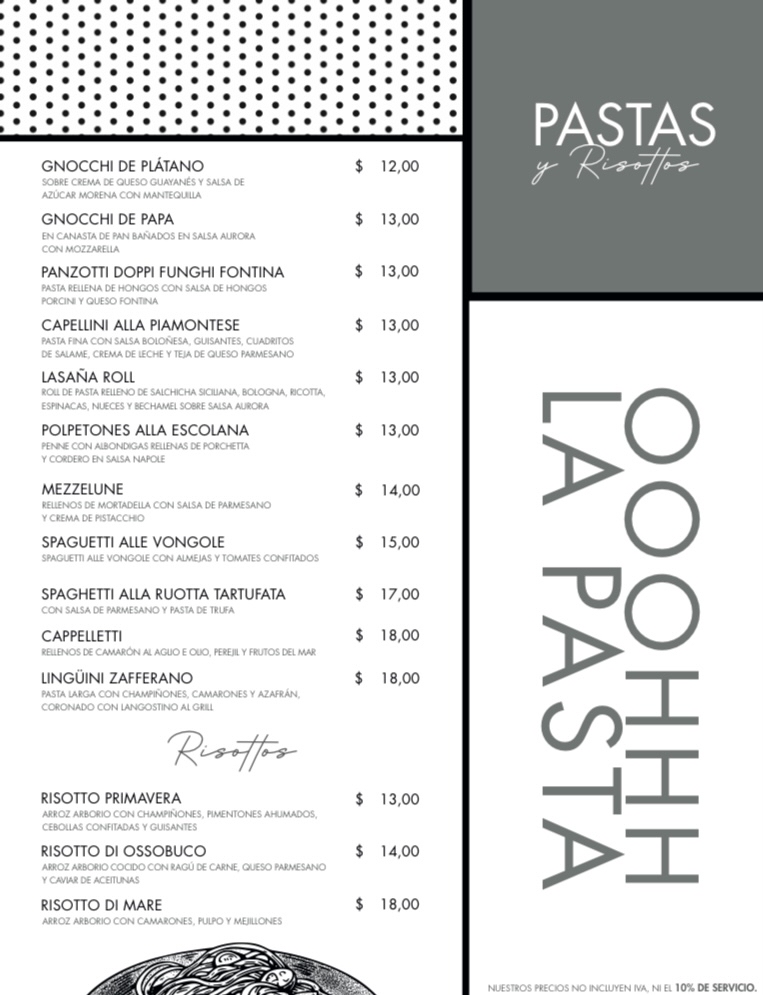 PASTAS
y Risottos
GNOCCHI DE PLÁTANO $ 12,00
SOBRE CREMA DE QUESO GUAYANÉS Y SALSA DE
AZÚCAR MORENA CON MANTEQUILLA
GNOCCHI DE PAPA $ 13,00
EN CANASTA DE PAN BAÑADOS EN SALSA AURORA
CON MOZZARELLA
PANZOTTI DOPPI FUNGHI FONTINA $ 13,00
PASTA RELLENA DE HONGOS CON SALSA DE HONGOS
PORCINI Y QUESO FONTINA
CAPELLINI ALLA PIAMONTESE $ 13,00
PASTA FINA CON SALSA BOLOÑESA, GUISANTES, CUADRITOS
DE SALAME, CREMA DE LECHE Y TEJA DE QUESO PARMESANO
LASAÑA ROLL $ 13,00
ROLL DE PASTA RELLENO DE SALCHICHA SICILIANA, BOLOGNA, RICOTTA,
ESPINACAS, NUECES Y BECHAMEL SOBRE SALSA AURORA
POLPETONES ALLA ESCOLANA $ 13,00
PENNE CON ALBONDIGAS RELLENAS DE PORCHETTA
Y CORDERO EN SALSA NAPOLE
MEZZELUNE $ 14,00
RELLENOS DE MORTADELLA CON SALSA DE PARMESANO
Y CREMA DE PISTACCHIO
SPAGUETTI ALLE VONGOLE $ 15,00
SPAGUETTI ALLE VONGOLE CON ALMEJAS Y TOMATES CONFITADOS
SPAGHETTI ALLA RUOTTA TARTUFATA $ 17,00
CON SALSA DE PARMESANO Y PASTA DE TRUFA
CAPPELLETTI $ 18,00
RELLENOS DE CAMARÓN AL AGLIO E OLIO, PEREJIL Y FRUTOS DEL MAR
LINGÜINI ZAFFERANO $ 18,00
PASTA LARGA CON CHAMPIÑONES, CAMARONES Y AZAFRÁN,
CORONADO CON LANGOSTINO AL GRILL
Risottos
RISOTTO PRIMAVERA $ 13,00
ARROZ ARBORIO CON CHAMPIÑONES, PIMENTONES AHUMADOS,
CEBOLLAS CONFITADAS Y GUISANTES
RISOTTO DI OSSOBUCO $ 14,00
ARROZ ARBORIO COCIDO CON RAGÚ DE CARNE, QUESO PARMESANO
Y CAVIAR DE ACEITUNAS
RISOTTO DI MARE $ 18,00
ARROZ ARBORIO CON CAMARONES, PULPO Y MEJILLONES
OOOHHH
LA PASTA
NUESTROS PRECIOS NO INCLUYEN IVA, NI EL 10% DE SERVICIO.